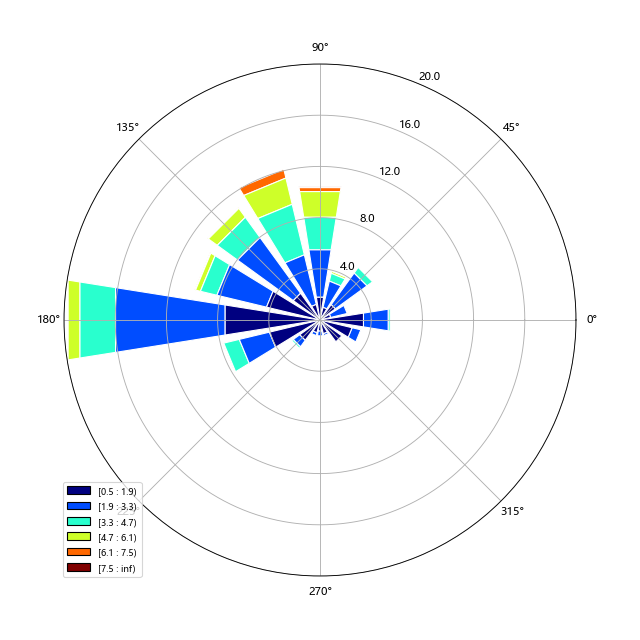 90°
20.0
135°
16.0
45°
12.0
8.0
4.0
180°
0°
[0.5 : 1.9)
[1.9 : 3.3)
225°
315°
[3.3 : 4.7)
[4.7 : 6.1)
[6.1 : 7.5)
[7.5 : inf)
270°